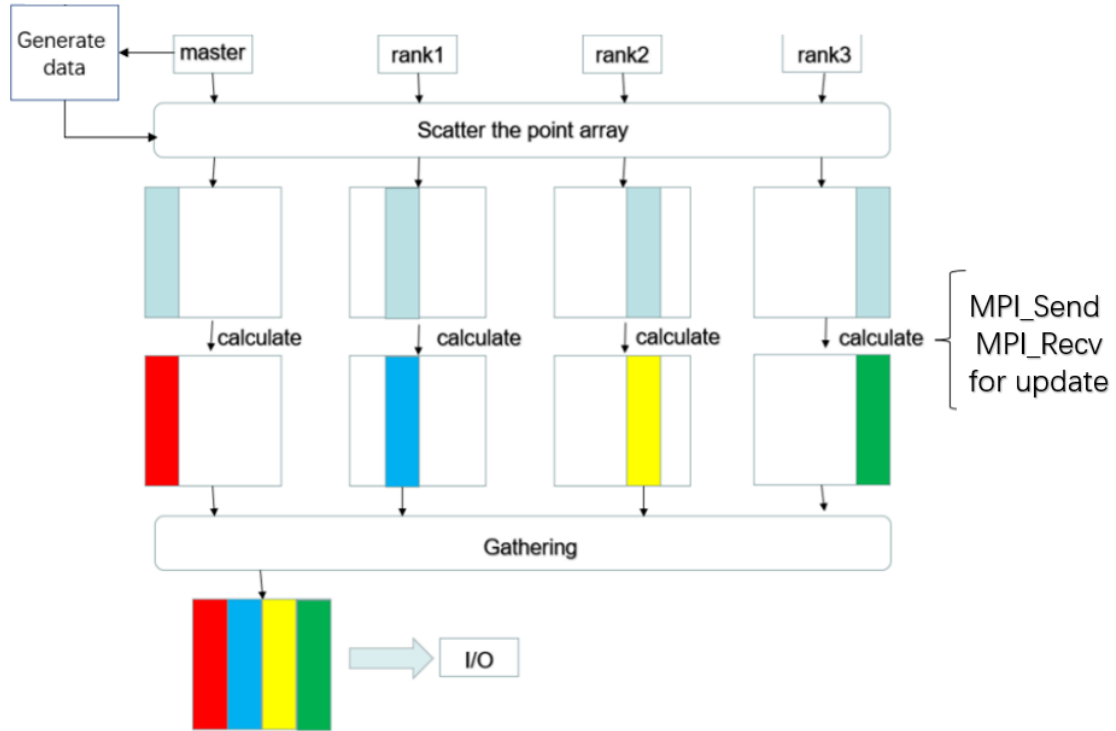 Generate
data
master
rank1
rank2
rank3
Scatter the point array
calculate
calculate
calculate
calculate
MPI_Send
MPI_Recv
for update
Gathering
I/O